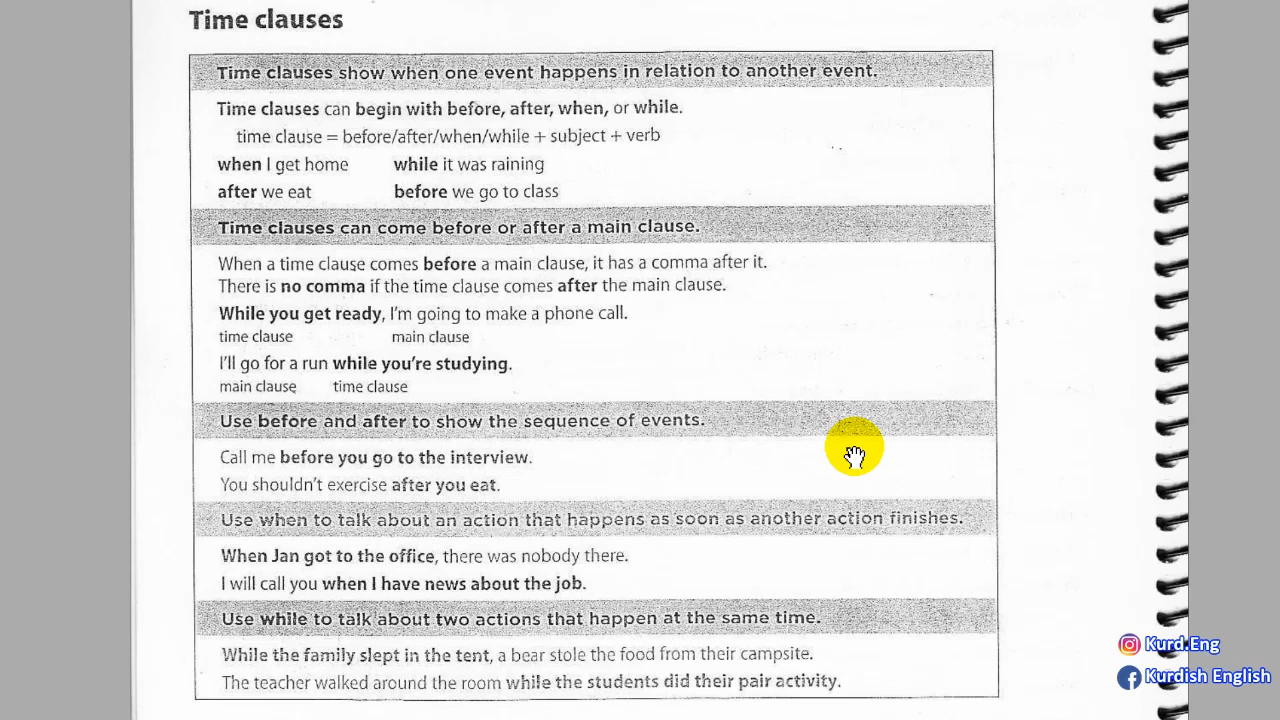 Time clauses
Time clauses show when one event happens in relation to another event.
Time clauses can begin with before, after, when, or while.
time clause = before/after/when/while + subject + verb
when I get home while it was raining
after we eat before we go to class
Time clauses can come before or after a main clause.
When a time clause comes before a main clause, it has a comma after it.
There is no comma if the time clause comes after the main clause.
While you get ready, I'm going to make a phone call.
time clause main clause
I'll go for a run while you're studying.
main clause time clause
Use before and after to show the sequence of events.
Call me before you go to the interview.
You shouldn't exercise after you eat.
Use when to talk about an action that happens as soon as another action finishes.
When Jan got to the office, there was nobody there.
I will call you when I have news about the job.
Use while to talk about two actions that happen at the same time.
While the family slept in the tent, a bear stole the food from their campsite.
The teacher walked around the room while the students did their pair activity.
Kurd.Eng
Kurdish English